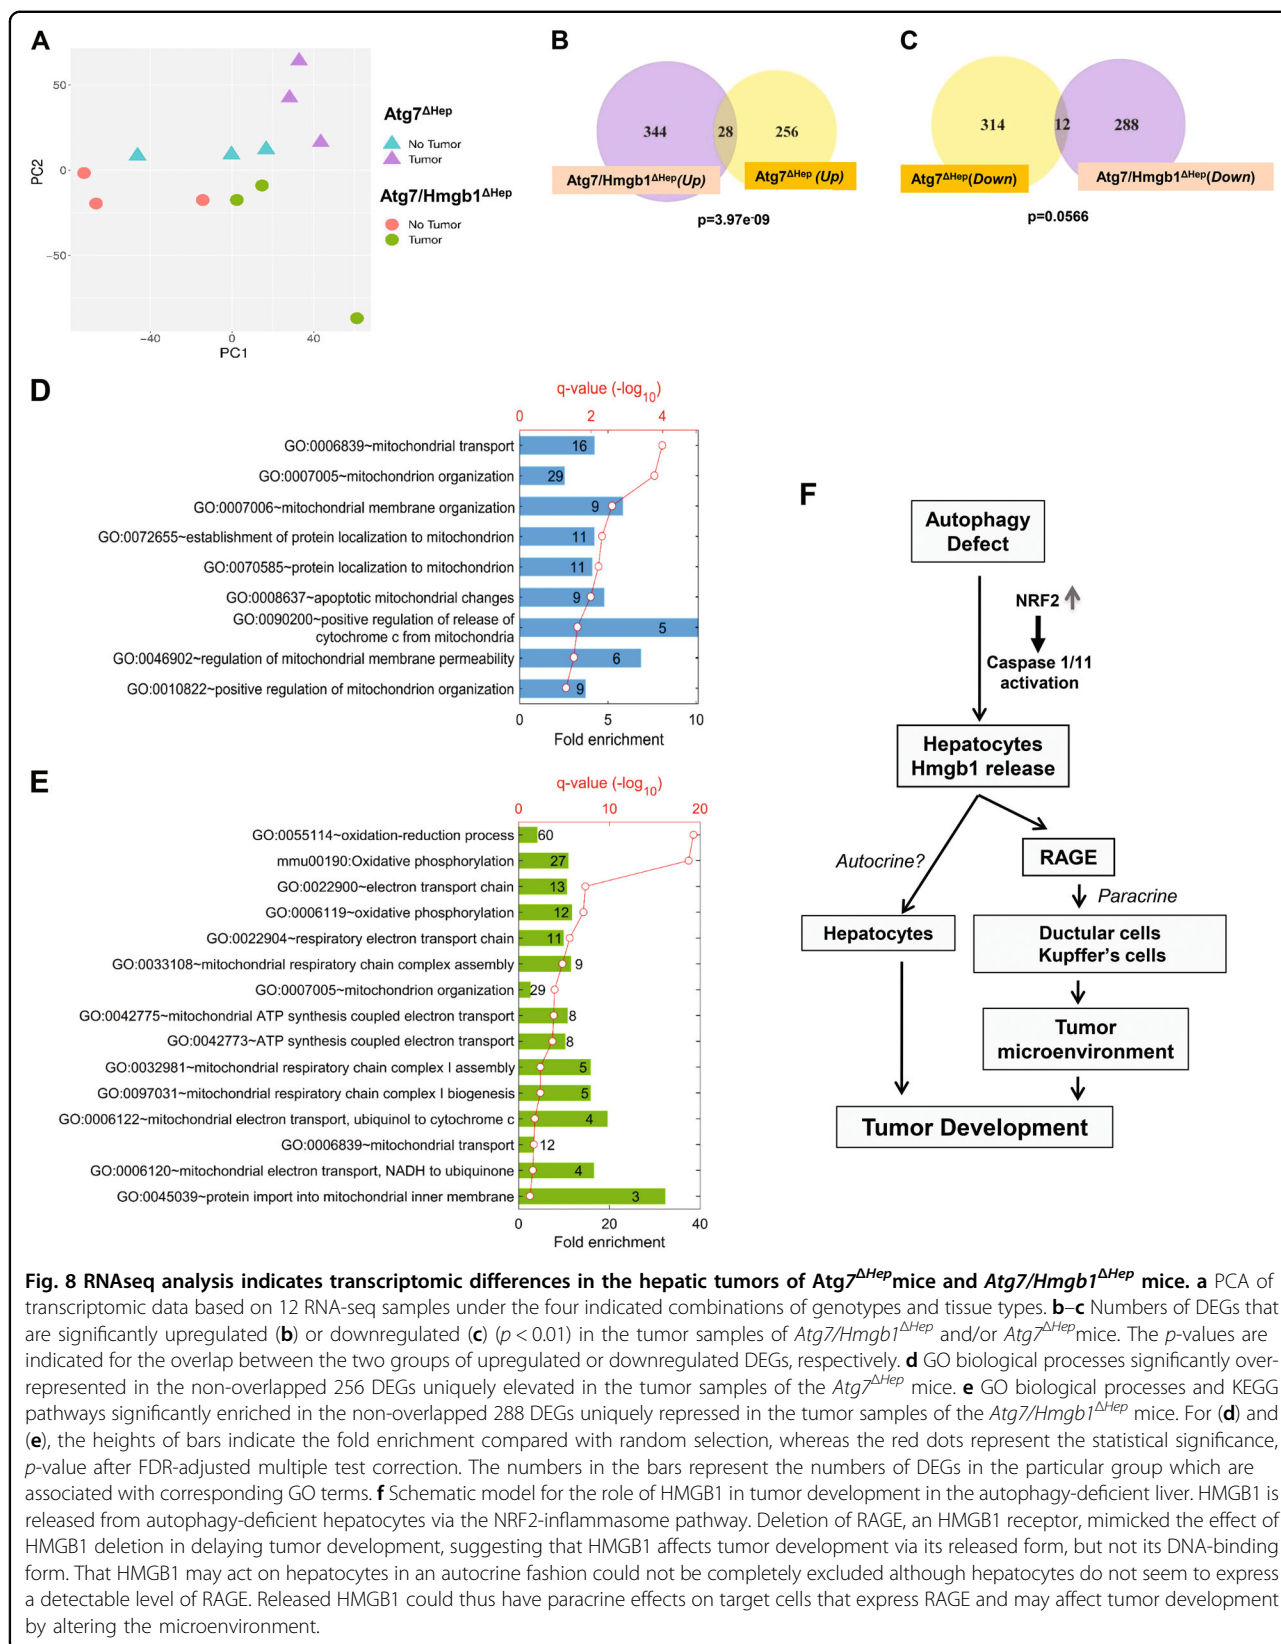 A
50
0
−50
PC2
−40
0
40
PC1
Atg7ΔHep
No Tumor
Tumor
Atg7/Hmgb1ΔHep
No Tumor
Tumor
B
344
28
256
Atg7/Hmgb1ΔHep(Up)
Atg7ΔHep (Up)
p=3.97e-09
C
314
12
288
Atg7ΔHep(Down)
Atg7/Hmgb1ΔHep(Down)
p=0.0566
D
q-value (-log10)
0 2 4
GO:0006839~mitochondrial transport 16
GO:0007005~mitochondrion organization 29
GO:0007006~mitochondrial membrane organization 9
GO:0072655~establishment of protein localization to mitochondrion 11
GO:0070585~protein localization to mitochondrion 11
GO:0008637~apoptotic mitochondrial changes 9
GO:0090200~positive regulation of release of
cytochrome c from mitochondria 5
GO:0046902~regulation of mitochondrial membrane permeability 6
GO:0010822~positive regulation of mitochondrion organization 9
0 5 10
Fold enrichment
E
q-value (-log10)
0 10 20
GO:0055114~oxidation-reduction process 60
mmu00190:Oxidative phosphorylation 27
GO:0022900~electron transport chain 13
GO:0006119~oxidative phosphorylation 12
GO:0022904~respiratory electron transport chain 11
GO:0033108~mitochondrial respiratory chain complex assembly 9
GO:0007005~mitochondrion organization 29
GO:0042775~mitochondrial ATP synthesis coupled electron transport 8
GO:0042773~ATP synthesis coupled electron transport 8
GO:0032981~mitochondrial respiratory chain complex I assembly 5
GO:0097031~mitochondrial respiratory chain complex I biogenesis 5
GO:0006122~mitochondrial electron transport, ubiquinol to cytochrome c 4
GO:0006839~mitochondrial transport 12
GO:0006120~mitochondrial electron transport, NADH to ubiquinone 4
GO:0045039~protein import into mitochondrial inner membrane 3
0 20 40
Fold enrichment
F
Autophagy
Defect
NRF2
Caspase 1/11
activation
Hepatocytes
Hmgb1 release
Autocrine?
RAGE
Paracrine
Hepatocytes
Ductular cells
Kupffer's cells
Tumor
microenvironment
Tumor Development
Fig. 8 RNAseq analysis indicates transcriptomic differences in the hepatic tumors of Atg7ΔHepmice and Atg7/Hmgb1ΔHep mice. a PCA of
transcriptomic data based on 12 RNA-seq samples under the four indicated combinations of genotypes and tissue types. b–c Numbers of DEGs that
are significantly upregulated (b) or downregulated (c) (p < 0.01) in the tumor samples of Atg7/Hmgb1ΔHep and/or Atg7ΔHepmice. The p-values are
indicated for the overlap between the two groups of upregulated or downregulated DEGs, respectively. d GO biological processes significantly over-
represented in the non-overlapped 256 DEGs uniquely elevated in the tumor samples of the Atg7ΔHep mice. e GO biological processes and KEGG
pathways significantly enriched in the non-overlapped 288 DEGs uniquely repressed in the tumor samples of the Atg7/Hmgb1ΔHep mice. For (d) and
(e), the heights of bars indicate the fold enrichment compared with random selection, whereas the red dots represent the statistical significance,
p-value after FDR-adjusted multiple test correction. The numbers in the bars represent the numbers of DEGs in the particular group which are
associated with corresponding GO terms. f Schematic model for the role of HMGB1 in tumor development in the autophagy-deficient liver. HMGB1 is
released from autophagy-deficient hepatocytes via the NRF2-inflammasome pathway. Deletion of RAGE, an HMGB1 receptor, mimicked the effect of
HMGB1 deletion in delaying tumor development, suggesting that HMGB1 affects tumor development via its released form, but not its DNA-binding
form. That HMGB1 may act on hepatocytes in an autocrine fashion could not be completely excluded although hepatocytes do not seem to express
a detectable level of RAGE. Released HMGB1 could thus have paracrine effects on target cells that express RAGE and may affect tumor development
by altering the microenvironment.